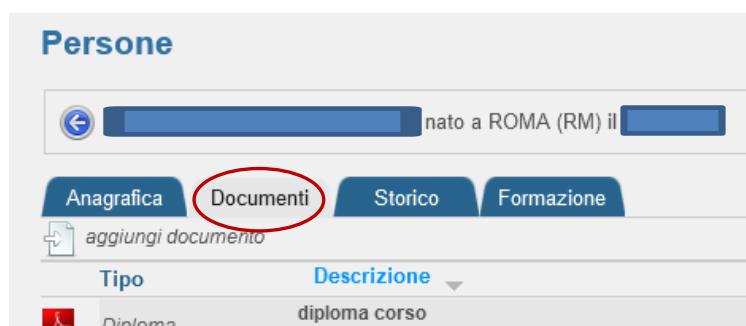 Persone
nato a ROMA (RM) il
Anagrafica Documenti Storico Formazione
aggiungi documento
Tipo Descrizione
Diploma diploma corso